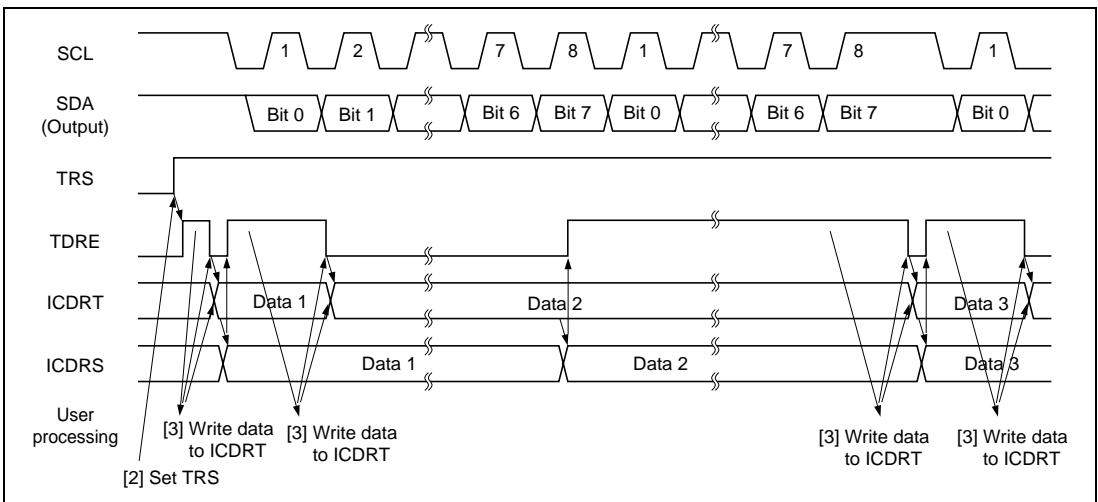 SCL 1 2 7 8 1 7 8 1
SDA
(Output)
Bit 0 Bit 1 Bit 6 Bit 7 Bit 0 Bit 6 Bit 7 Bit 0
TRS
TDRE
ICDRT Data 1 Data 2 Data 3
ICDRS Data 1 Data 2 Data 3
User
processing
[3] Write data
to ICDRT
[3] Write data
to ICDRT
[3] Write data
to ICDRT
[3] Write data
to ICDRT
[2] Set TRS